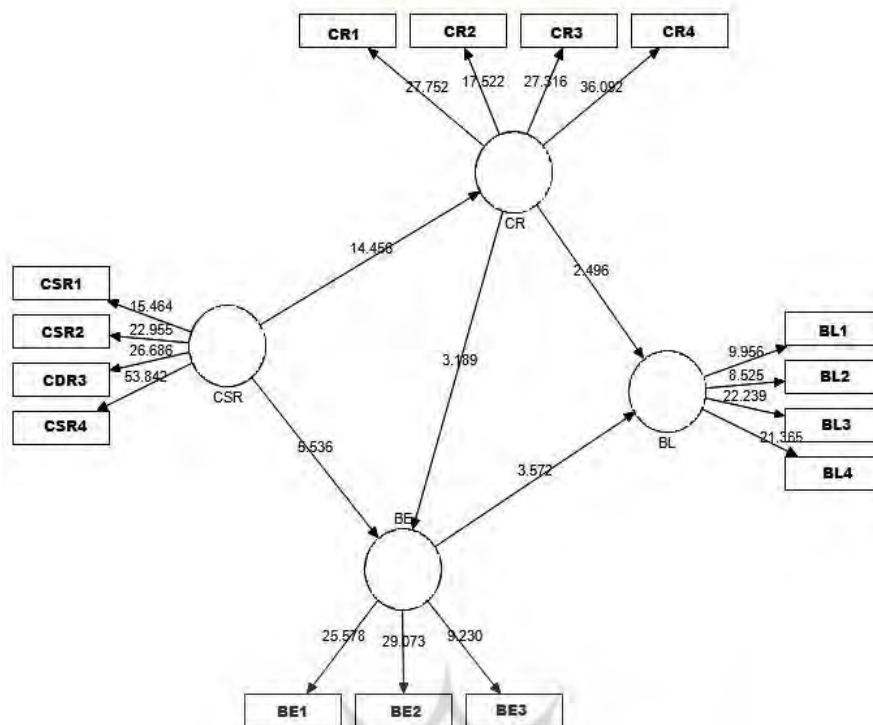 CR1 CR2 CR3 CR4
27.752 17.522 27.316 36.092
CR
14.456
2.496
CSR1
CSR2
CDR3
CSR4
15.464
22.955
26.686
53.842
CSR
3.189
BL1
BL2
BL3
BL4
9.956
8.525
22.239
21.365
BL
5.536
3.572
BE
25.578 29.073 9.230
BE1 BE2 BE3